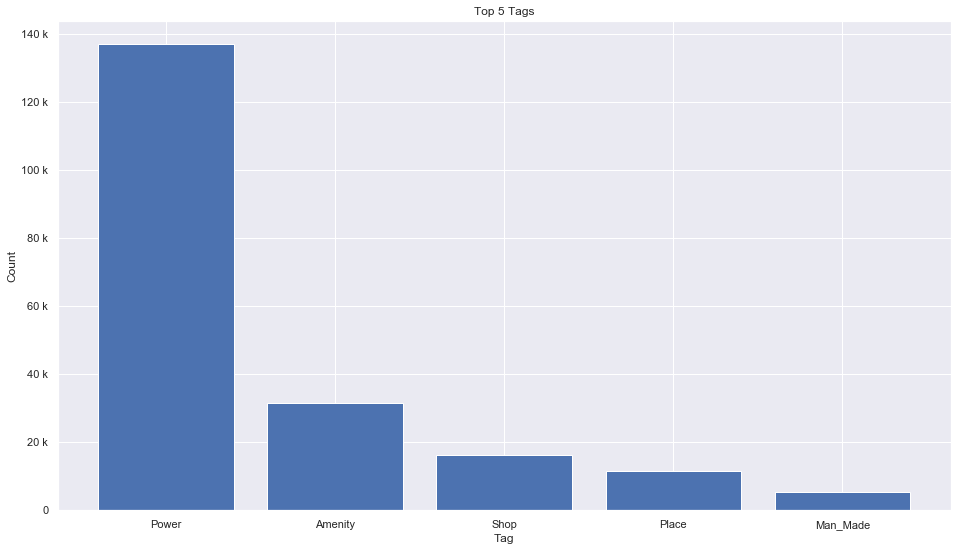 Top 5 Tags
140 k
120 k
100 k
80 k
60 k
40 k
20 k
0
Count
Power Amenity Shop Place Man_Made
Tag